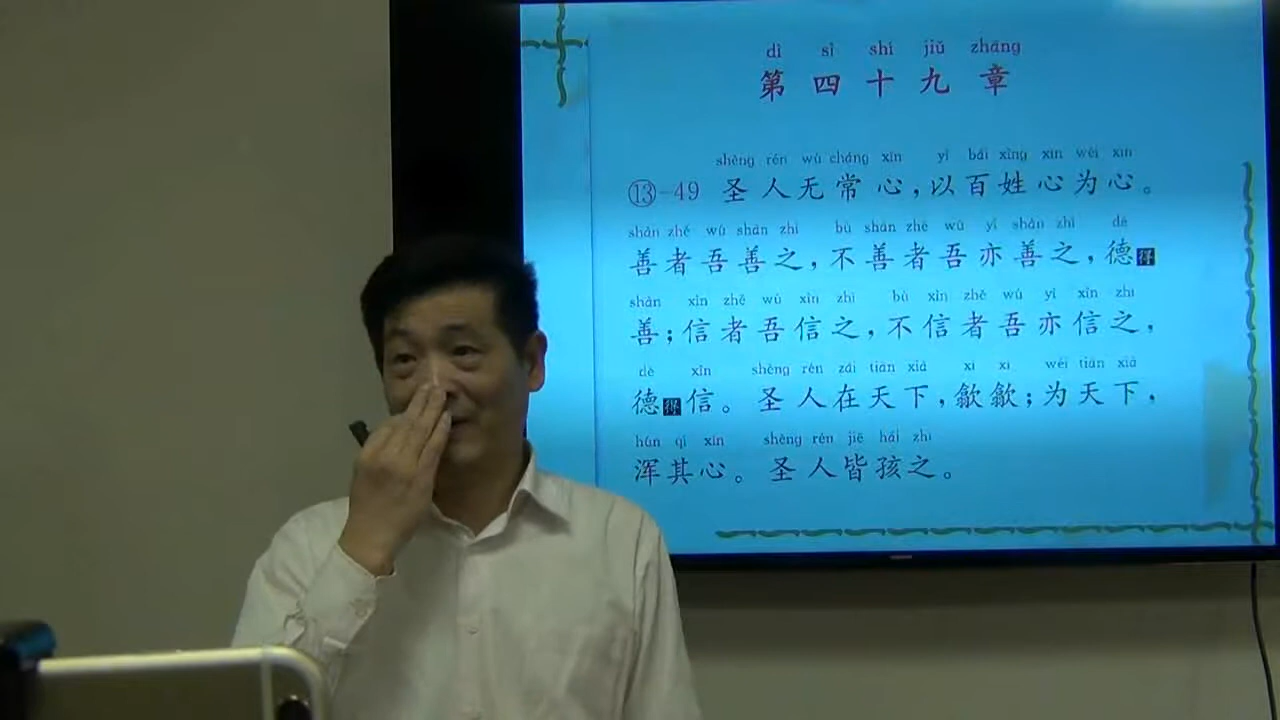 dì sì shí jiǔ zhāng
第四十九章
shèng rén wú cháng xīn yǐ bǎi xìng xīn wéi xīn
⑬-49 圣人无常心，以百姓心为心。
shàn zhě wú shàn zhī bú shàn zhě wú yì shàn zhī dé
善者吾善之，不善者吾亦善之，德得
shàn xìn zhě wú xìn zhī bú xìn zhě wú yì xìn zhī
善；信者吾信之，不信者吾亦信之，
dé xìn shèng rén zài tiān xià xī xī wéi tiān xià
德得信。圣人在天下，歙歙；为天下，
hún qí xīn shèng rén jiē hái zhī
浑其心。圣人皆孩之。